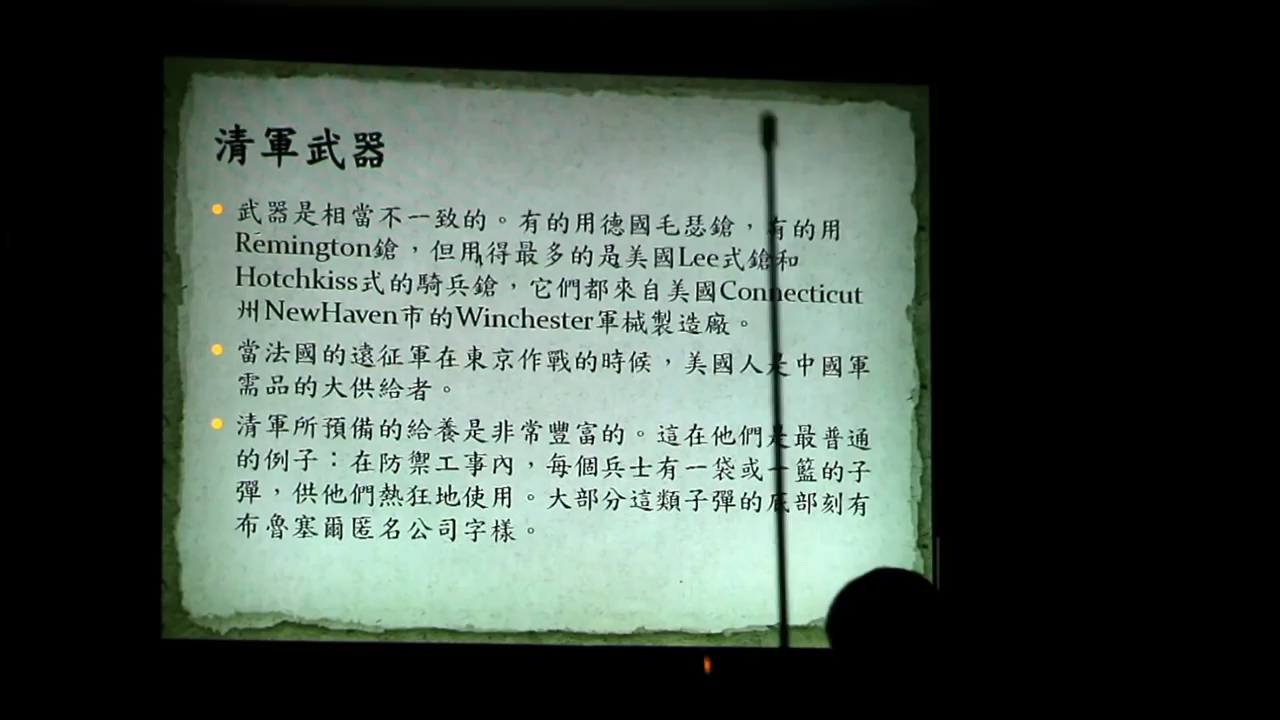 清軍武器
武器是相當不一致的。有的用德國毛瑟鎗，有的用
Remington鎗，但用得最多的是美國Lee式鎗和
Hotchkiss式的騎兵鎗，它們都來自美國Connecticut
州NewHaven市的Winchester軍械製造廠。
當法國的遠征軍在東京作戰的時候，美國人是中國軍
需品的大供給者。
清軍所預備的給養是非常豐富的。這在他們是最普通
的例子：在防禦工事內，每個兵士有一袋或一籃的子
彈，供他們熱狂地使用。大部分這類子彈的底部刻有
布魯塞爾匿名公司字樣。